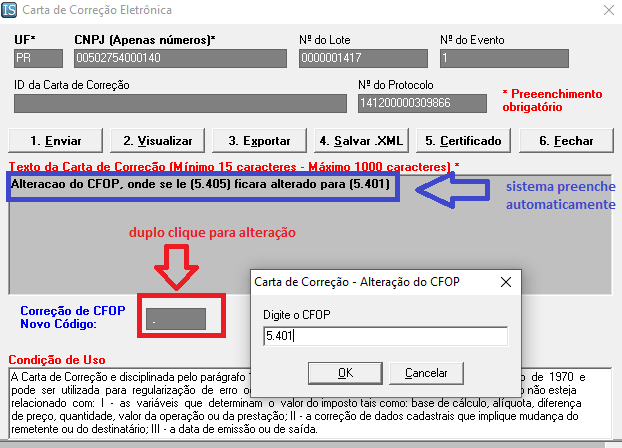 IS Carta de Correção Eletrônica
UF* CNPJ (Apenas números)* Nº do Lote Nº do Evento
PR 00502754000140 0000001417 1
ID da Carta de Correção Nº do Protocolo
141200000309866
* Preeenchimento
obrigatório
1. Enviar 2. Visualizar 3. Exportar 4. Salvar .XML 5. Certificado 6. Fechar
Texto da Carta de Correção (Mínimo 15 caracteres - Máximo 1000 caracteres) *
Alteracao do CFOP, onde se le (5.405) ficara alterado para (5.401)
sistema preenche
automaticamente
duplo clique para alteração
Carta de Correção - Alteração do CFOP
Digite o CFOP
5.401
OK Cancelar
Correção de CFOP
Novo Código:
.
Condição de Uso
A Carta de Correção e disciplinada pelo parágrafo de 1970 e
pode ser utilizada para regularização de erro não esteja
relacionado com: I - as variáveis que determinam o valor do imposto tais como: base de cálculo, alíquota, diferença
de preço, quantidade, valor da operação ou da prestação; II - a correção de dados cadastrais que implique mudança do
remetente ou do destinatário; III - a data de emissão ou de saída.